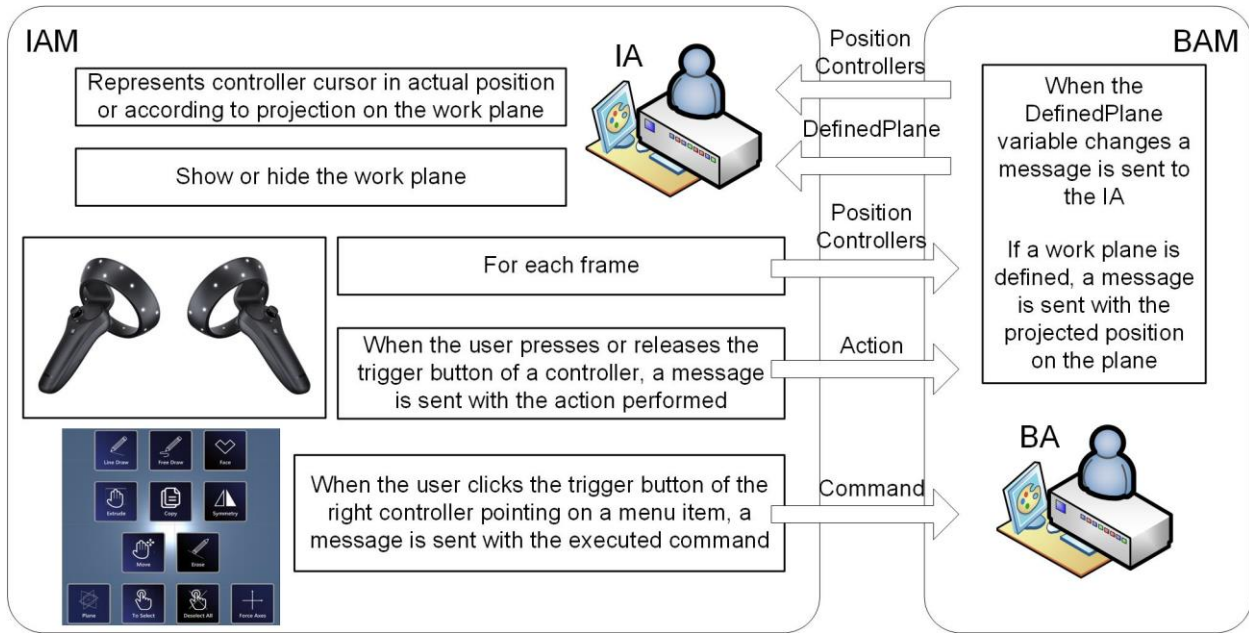 IAM
IA
Represents controller cursor in actual position
or according to projection on the work plane
Show or hide the work plane
For each frame
When the user presses or releases the
trigger button of a controller, a message
is sent with the action performed
Line Draw
Free Draw
Face
Extrude
Copy
Symmetry
Move
Erase
Plane
To Select
Deselect All
Force Axes
When the user clicks the trigger button of the
right controller pointing on a menu item, a
message is sent with the executed command
Position
Controllers
DefinedPlane
Position
Controllers
Action
Command
BAM
When the
DefinedPlane
variable changes a
message is sent to
the IA
If a work plane is
defined, a message
is sent with the
projected position
on the plane
BA